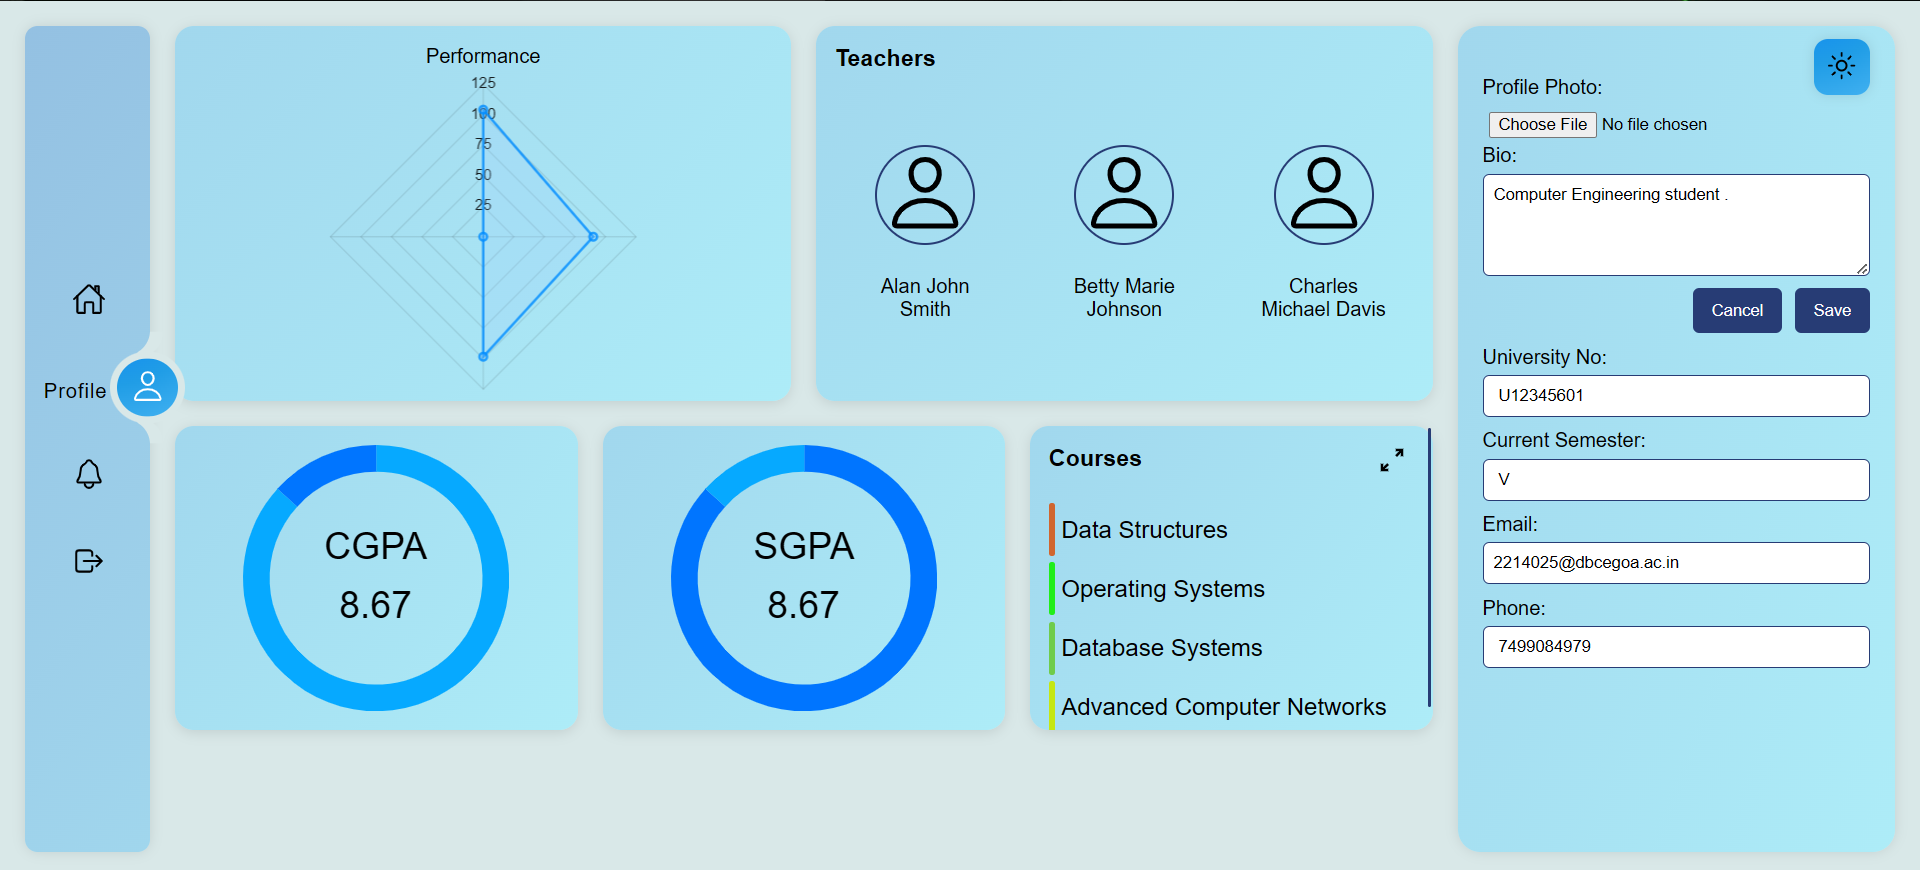 Profile
Performance
125
100
75
50
25
Teachers
Alan John
Smith
Betty Marie
Johnson
Charles
Michael Davis
CGPA
8.67
SGPA
8.67
Courses
Data Structures
Operating Systems
Database Systems
Advanced Computer Networks
Profile Photo:
Choose File No file chosen
Bio:
Computer Engineering student .
Cancel Save
University No:
U12345601
Current Semester:
V
Email:
2214025@dbcegoa.ac.in
Phone:
7499084979